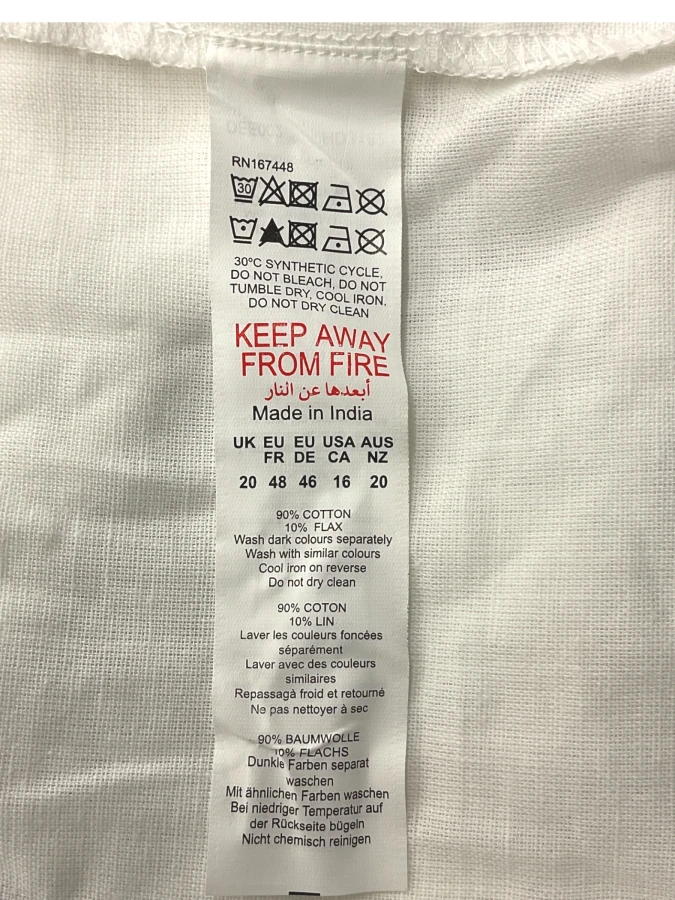 RN167448
30
30°C SYNTHETIC CYCLE,
DO NOT BLEACH, DO NOT
TUMBLE DRY, COOL IRON.
DO NOT DRY CLEAN
KEEP AWAY
FROM FIRE
أبعدها عن النار
Made in India
UK EU EU USA AUS
FR DE CA NZ
20 48 46 16 20
90% COTTON
10% FLAX
Wash dark colours separately
Wash with similar colours
Cool iron on reverse
Do not dry clean
90% COTON
10% LIN
Laver les couleurs foncées
séparément
Laver avec des couleurs
similaires
Repassagà froid et retourné
Ne pas nettoyer à sec
90% BAUMWOLLE
10% FLACHS
Dunkle Farben separat
waschen
Mit ähnlichen Farben waschen
Bei niedriger Temperatur auf
der Rückseite bügeln
Nicht chemisch reinigen